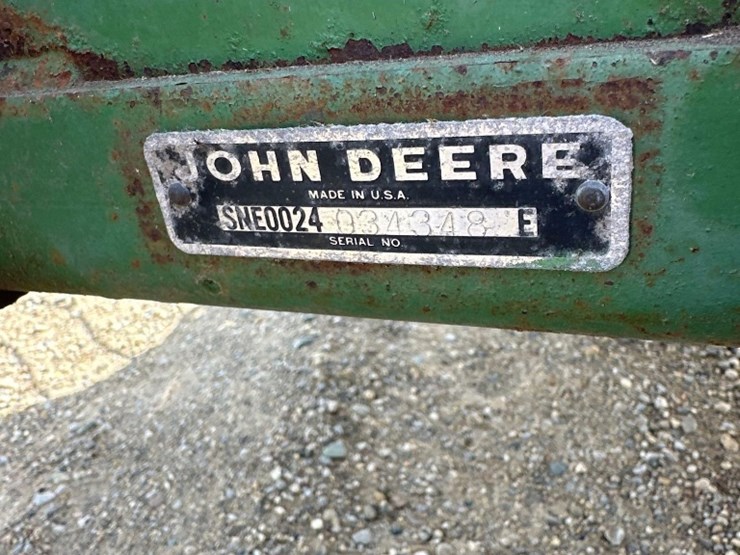 JOHN DEERE
MADE IN U.S.A.
SNE0024 034348 E
SERIAL NO